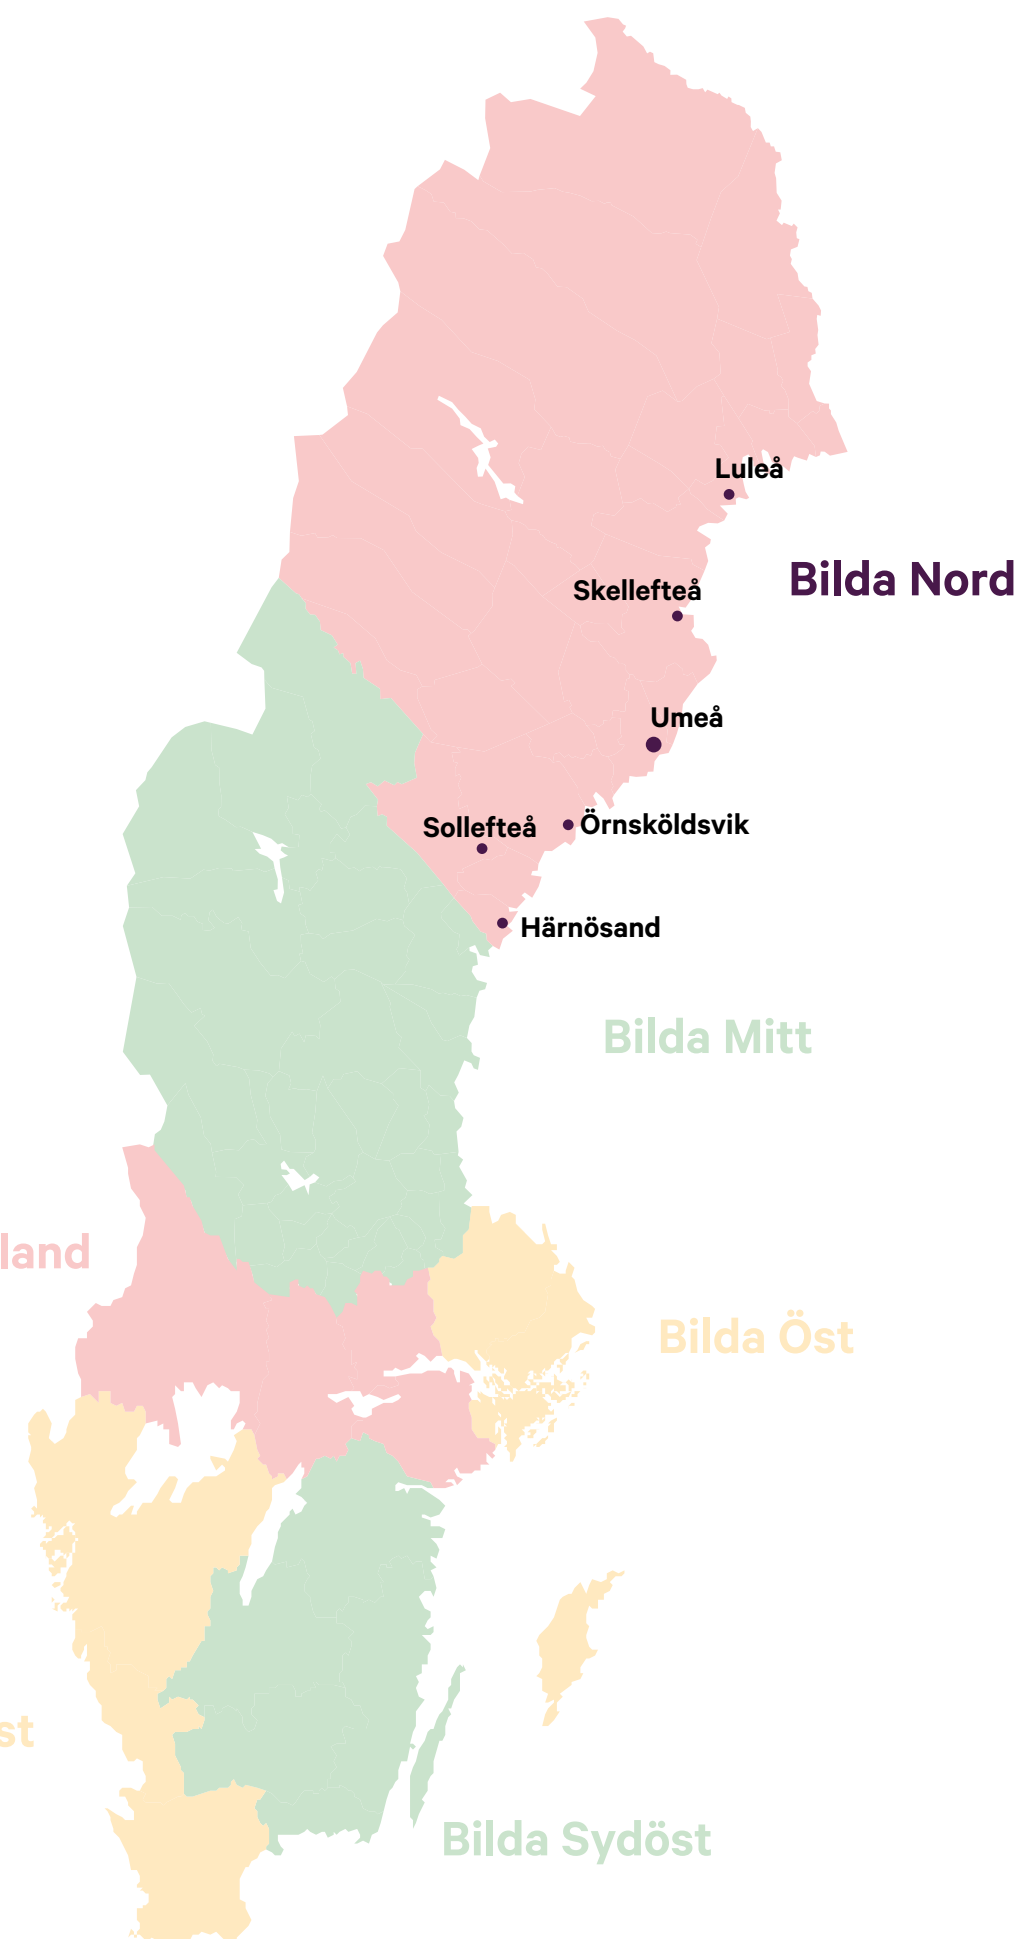 Luleå
Bilda Nord
Skellefteå
Umeå
Sollefteå
Örnsköldsvik
Härnösand
Bilda Mitt
land
Bilda Öst
st
Bilda Sydöst